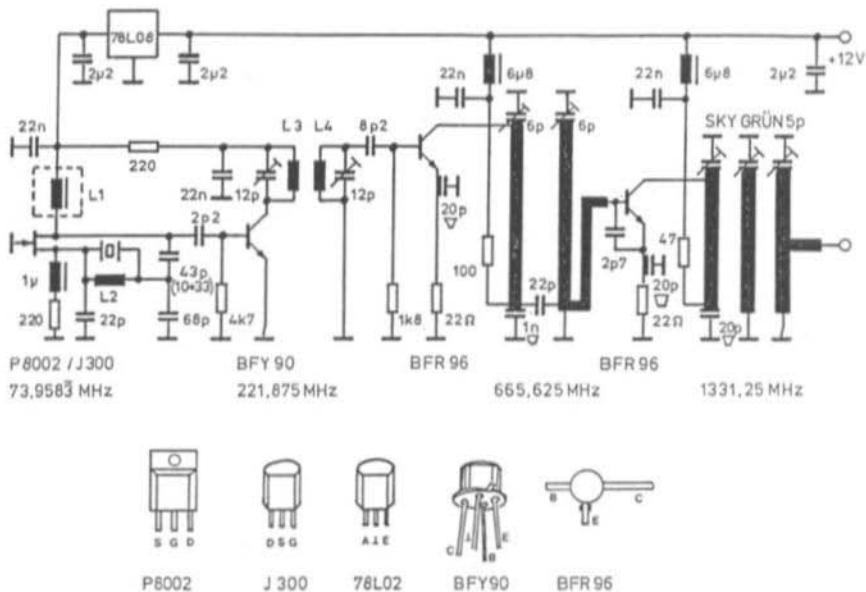 78L08
2µ2
2µ2
22n
6µ8
22n
6µ8
2µ2
+12V
22n
220
L3
L4
8p2
6p
6p
SKY GRÜN 5p
L1
22n
12p
12p
20p
2p2
1µ
L2
43p
(10+33)
100
22p
2p7
47
20p
220
22p
68p
4k7
1k8
22Ω
1n
22Ω
20p
P8002 / J300
BFY 90
BFR 96
BFR 96
73,9583̅ MHz
221,875 MHz
665,625 MHz
1331,25 MHz
S G D
D S G
A ⊥ E
C ⊥ B E
B E C
P8002
J 300
78L02
BFY90
BFR 96